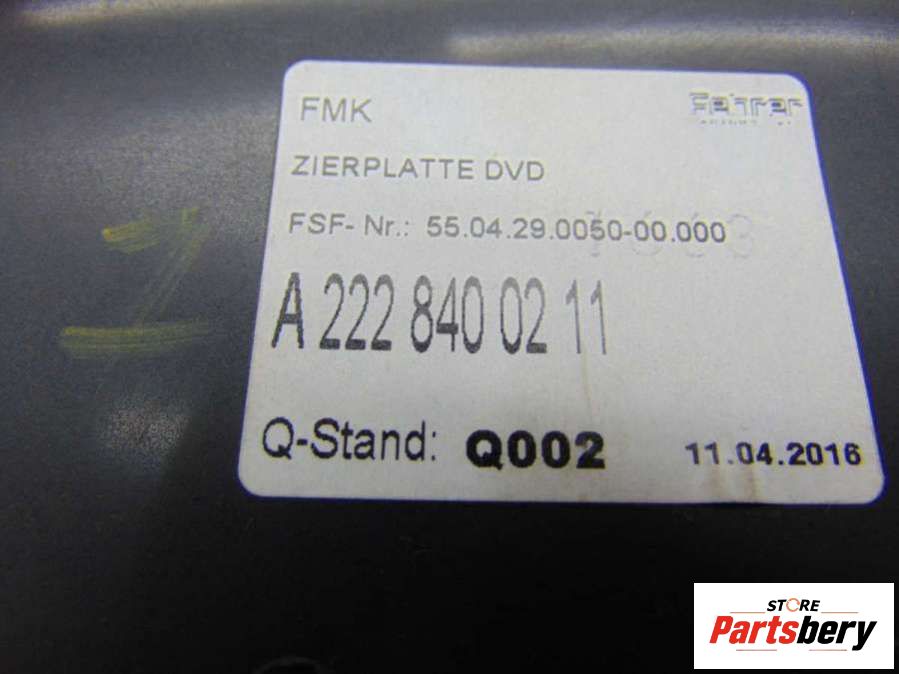 FMK
Fehrer
ZIERPLATTE DVD
FSF- Nr.: 55.04.29.0050-00.000
A 222 840 02 11
Q-Stand: Q002 11.04.2016
STORE
Partsbery